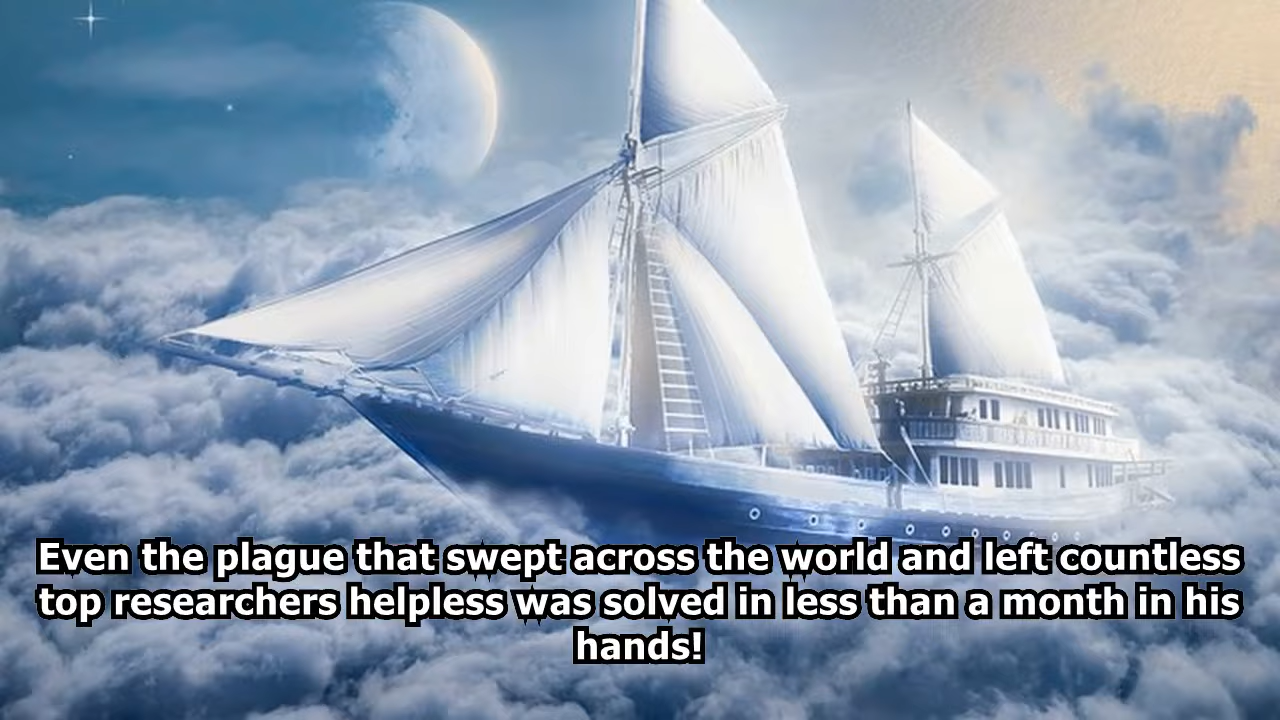 Even the plague that swept across the world and left countless
top researchers helpless was solved in less than a month in his
hands!